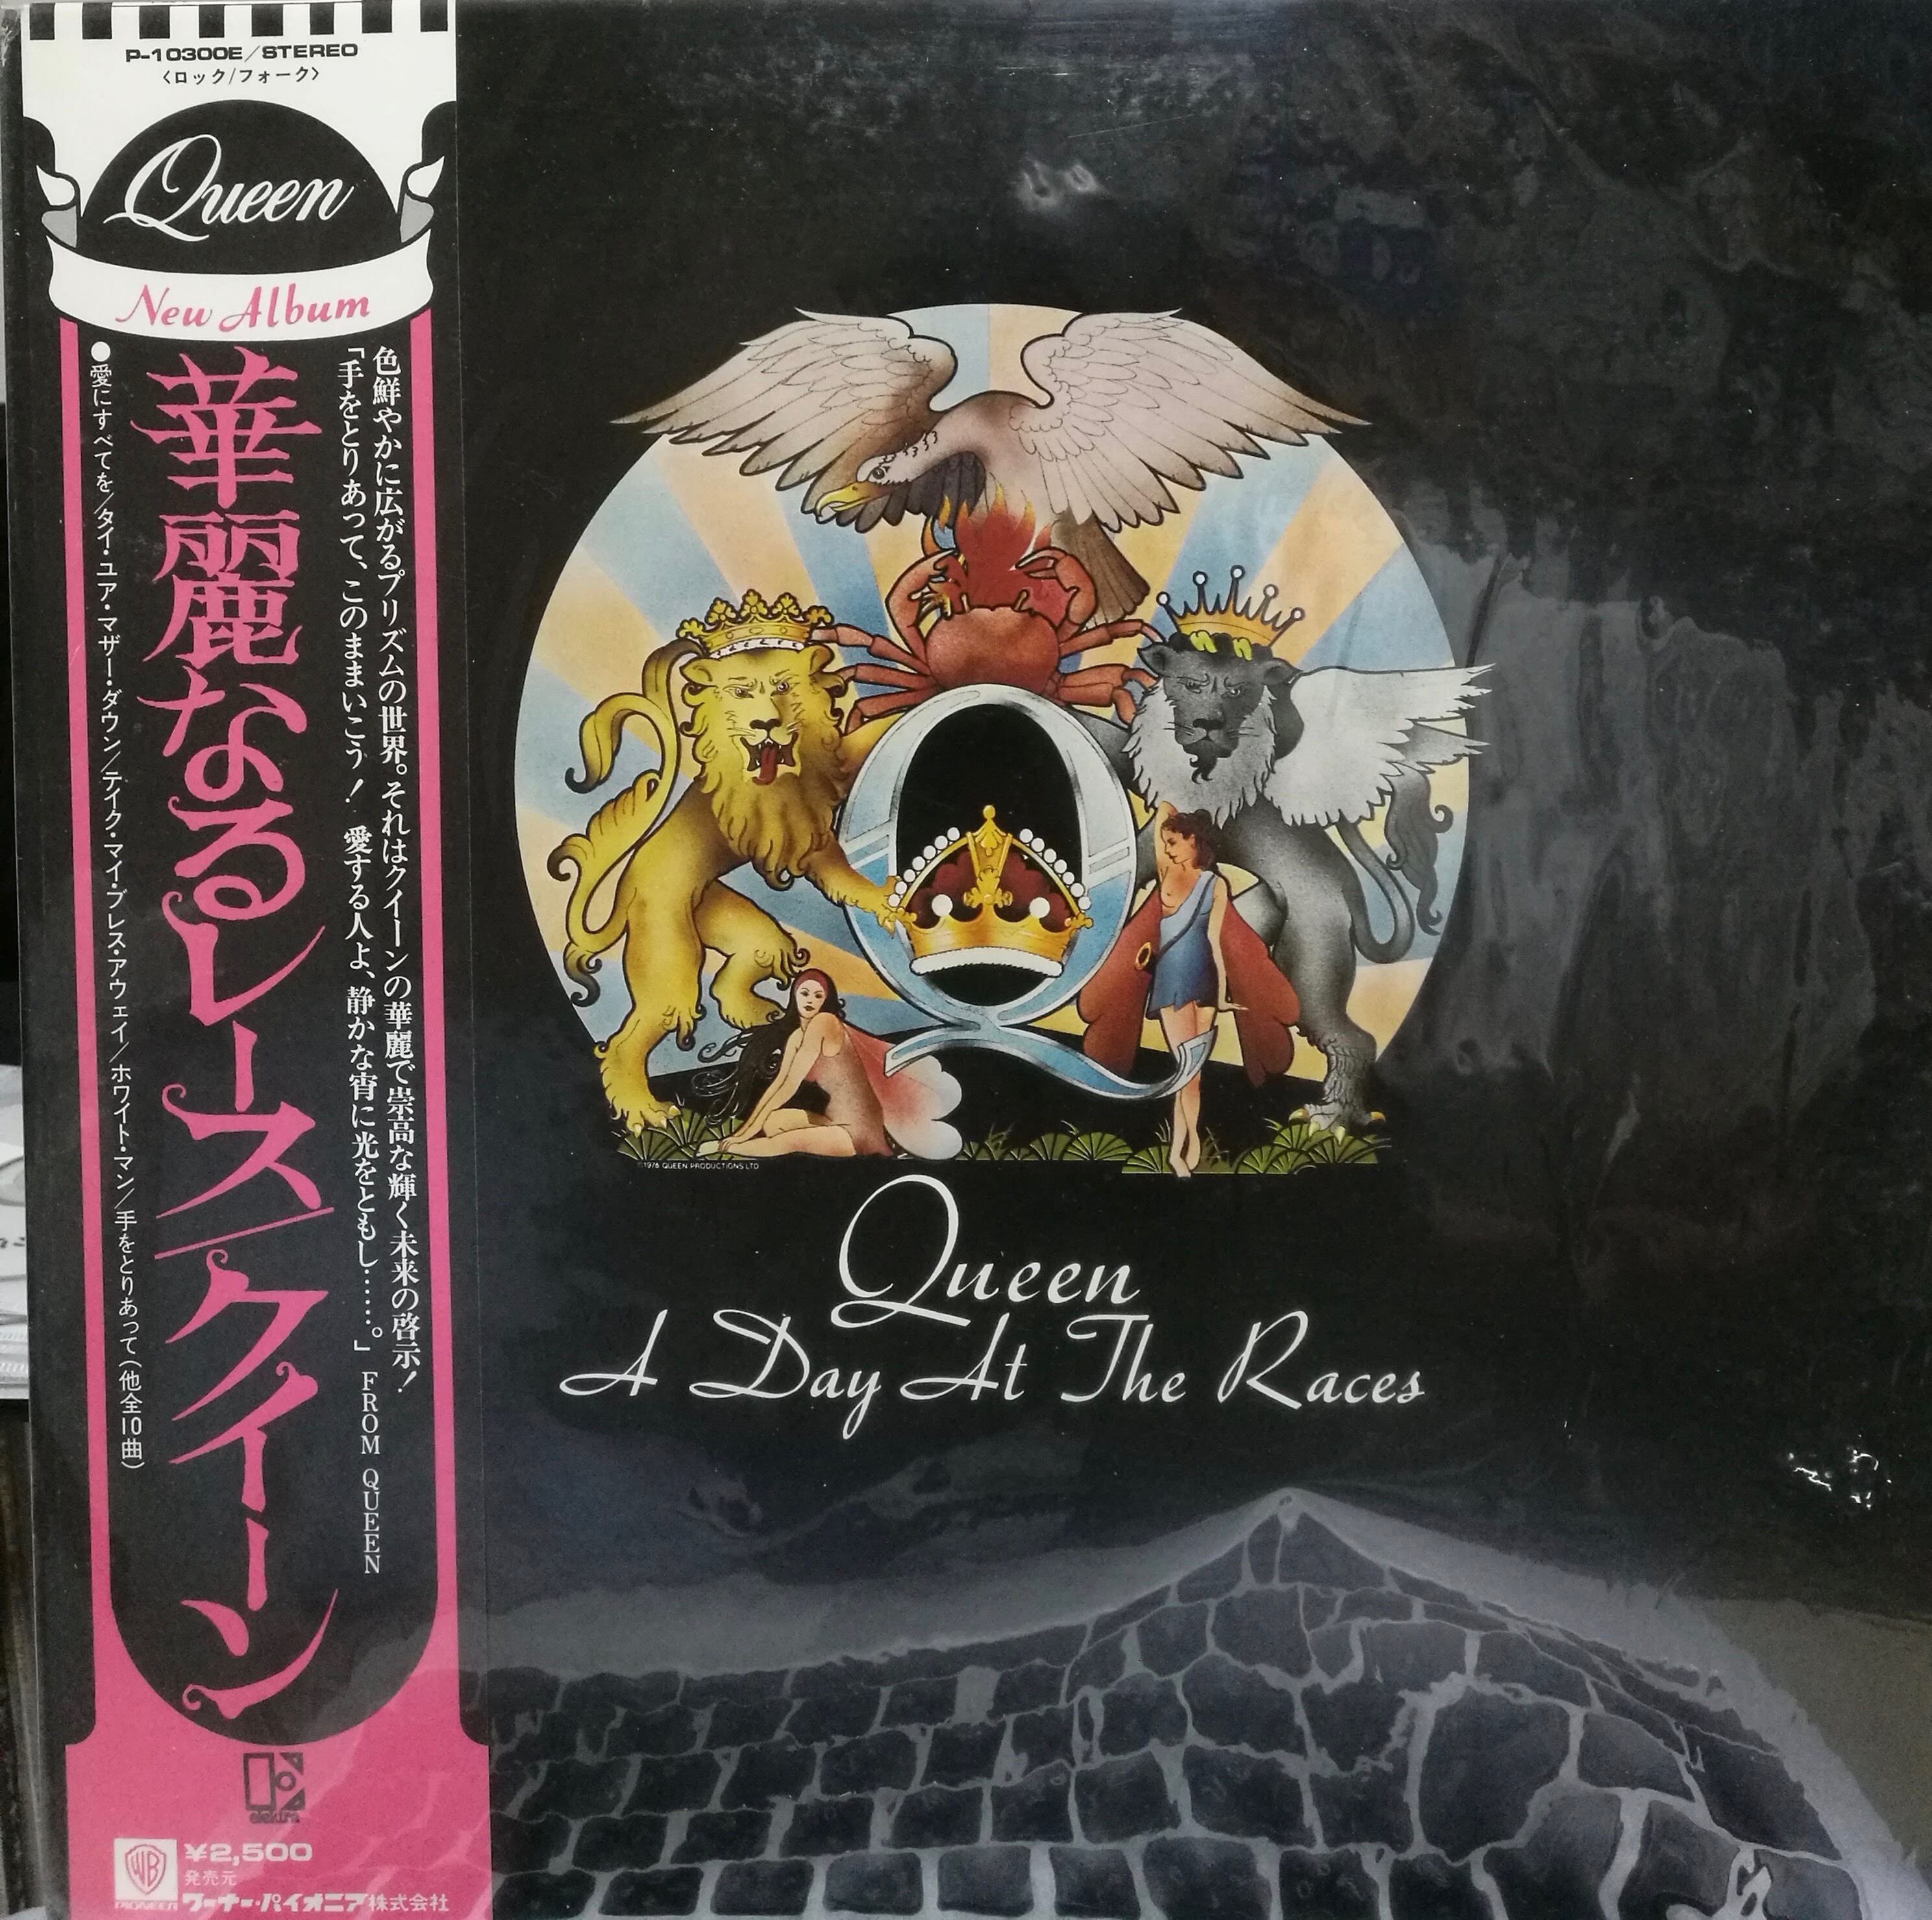 P-10300E/STEREO
〈ロック/フォーク〉
Queen
New Album
色鮮やかに広がるプリズムの世界。それはクイーンの華麗で崇高な輝く未来の啓示！
「手をとりあって、このままいこう！ 愛する人よ、静かな宵に光をともし……。」 FROM QUEEN
華麗なるレース/クイーン
●愛にすべてを/タイ・ユア・マザー・ダウン/テイク・マイ・ブレス・アウェイ/ホワイト・マン/手をとりあって(他全10曲)
elektra
WB
PIONEER
¥2,500
発売元
ワーナー・パイオニア株式会社
©1976 QUEEN PRODUCTIONS LTD
Queen
A Day At The Races